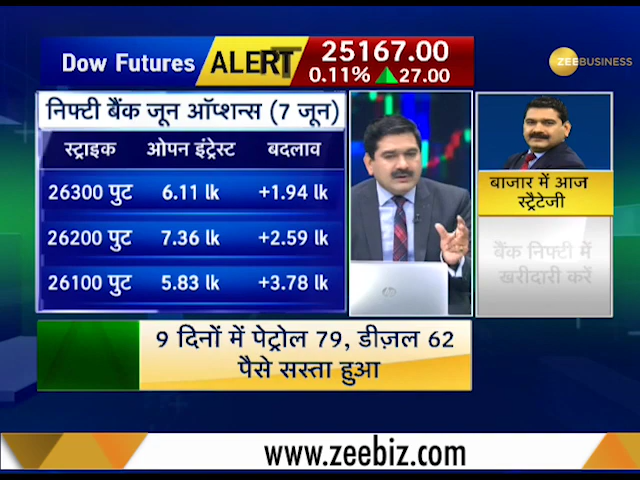 Dow Futures
ALERT
25167.00
0.11% 27.00
ZEEBUSINESS
निफ्टी बैंक जून ऑप्शन्स (7 जून)
स्ट्राइक ओपन इंट्रेस्ट बदलाव
26300 पुट 6.11 lk +1.94 lk
26200 पुट 7.36 lk +2.59 lk
26100 पुट 5.83 lk +3.78 lk
बाजार में आज
स्ट्रैटेजी
बैंक निफ्टी में
खरीदारी करें
9 दिनों में पेट्रोल 79, डीज़ल 62
पैसे सस्ता हुआ
www.zeebiz.com